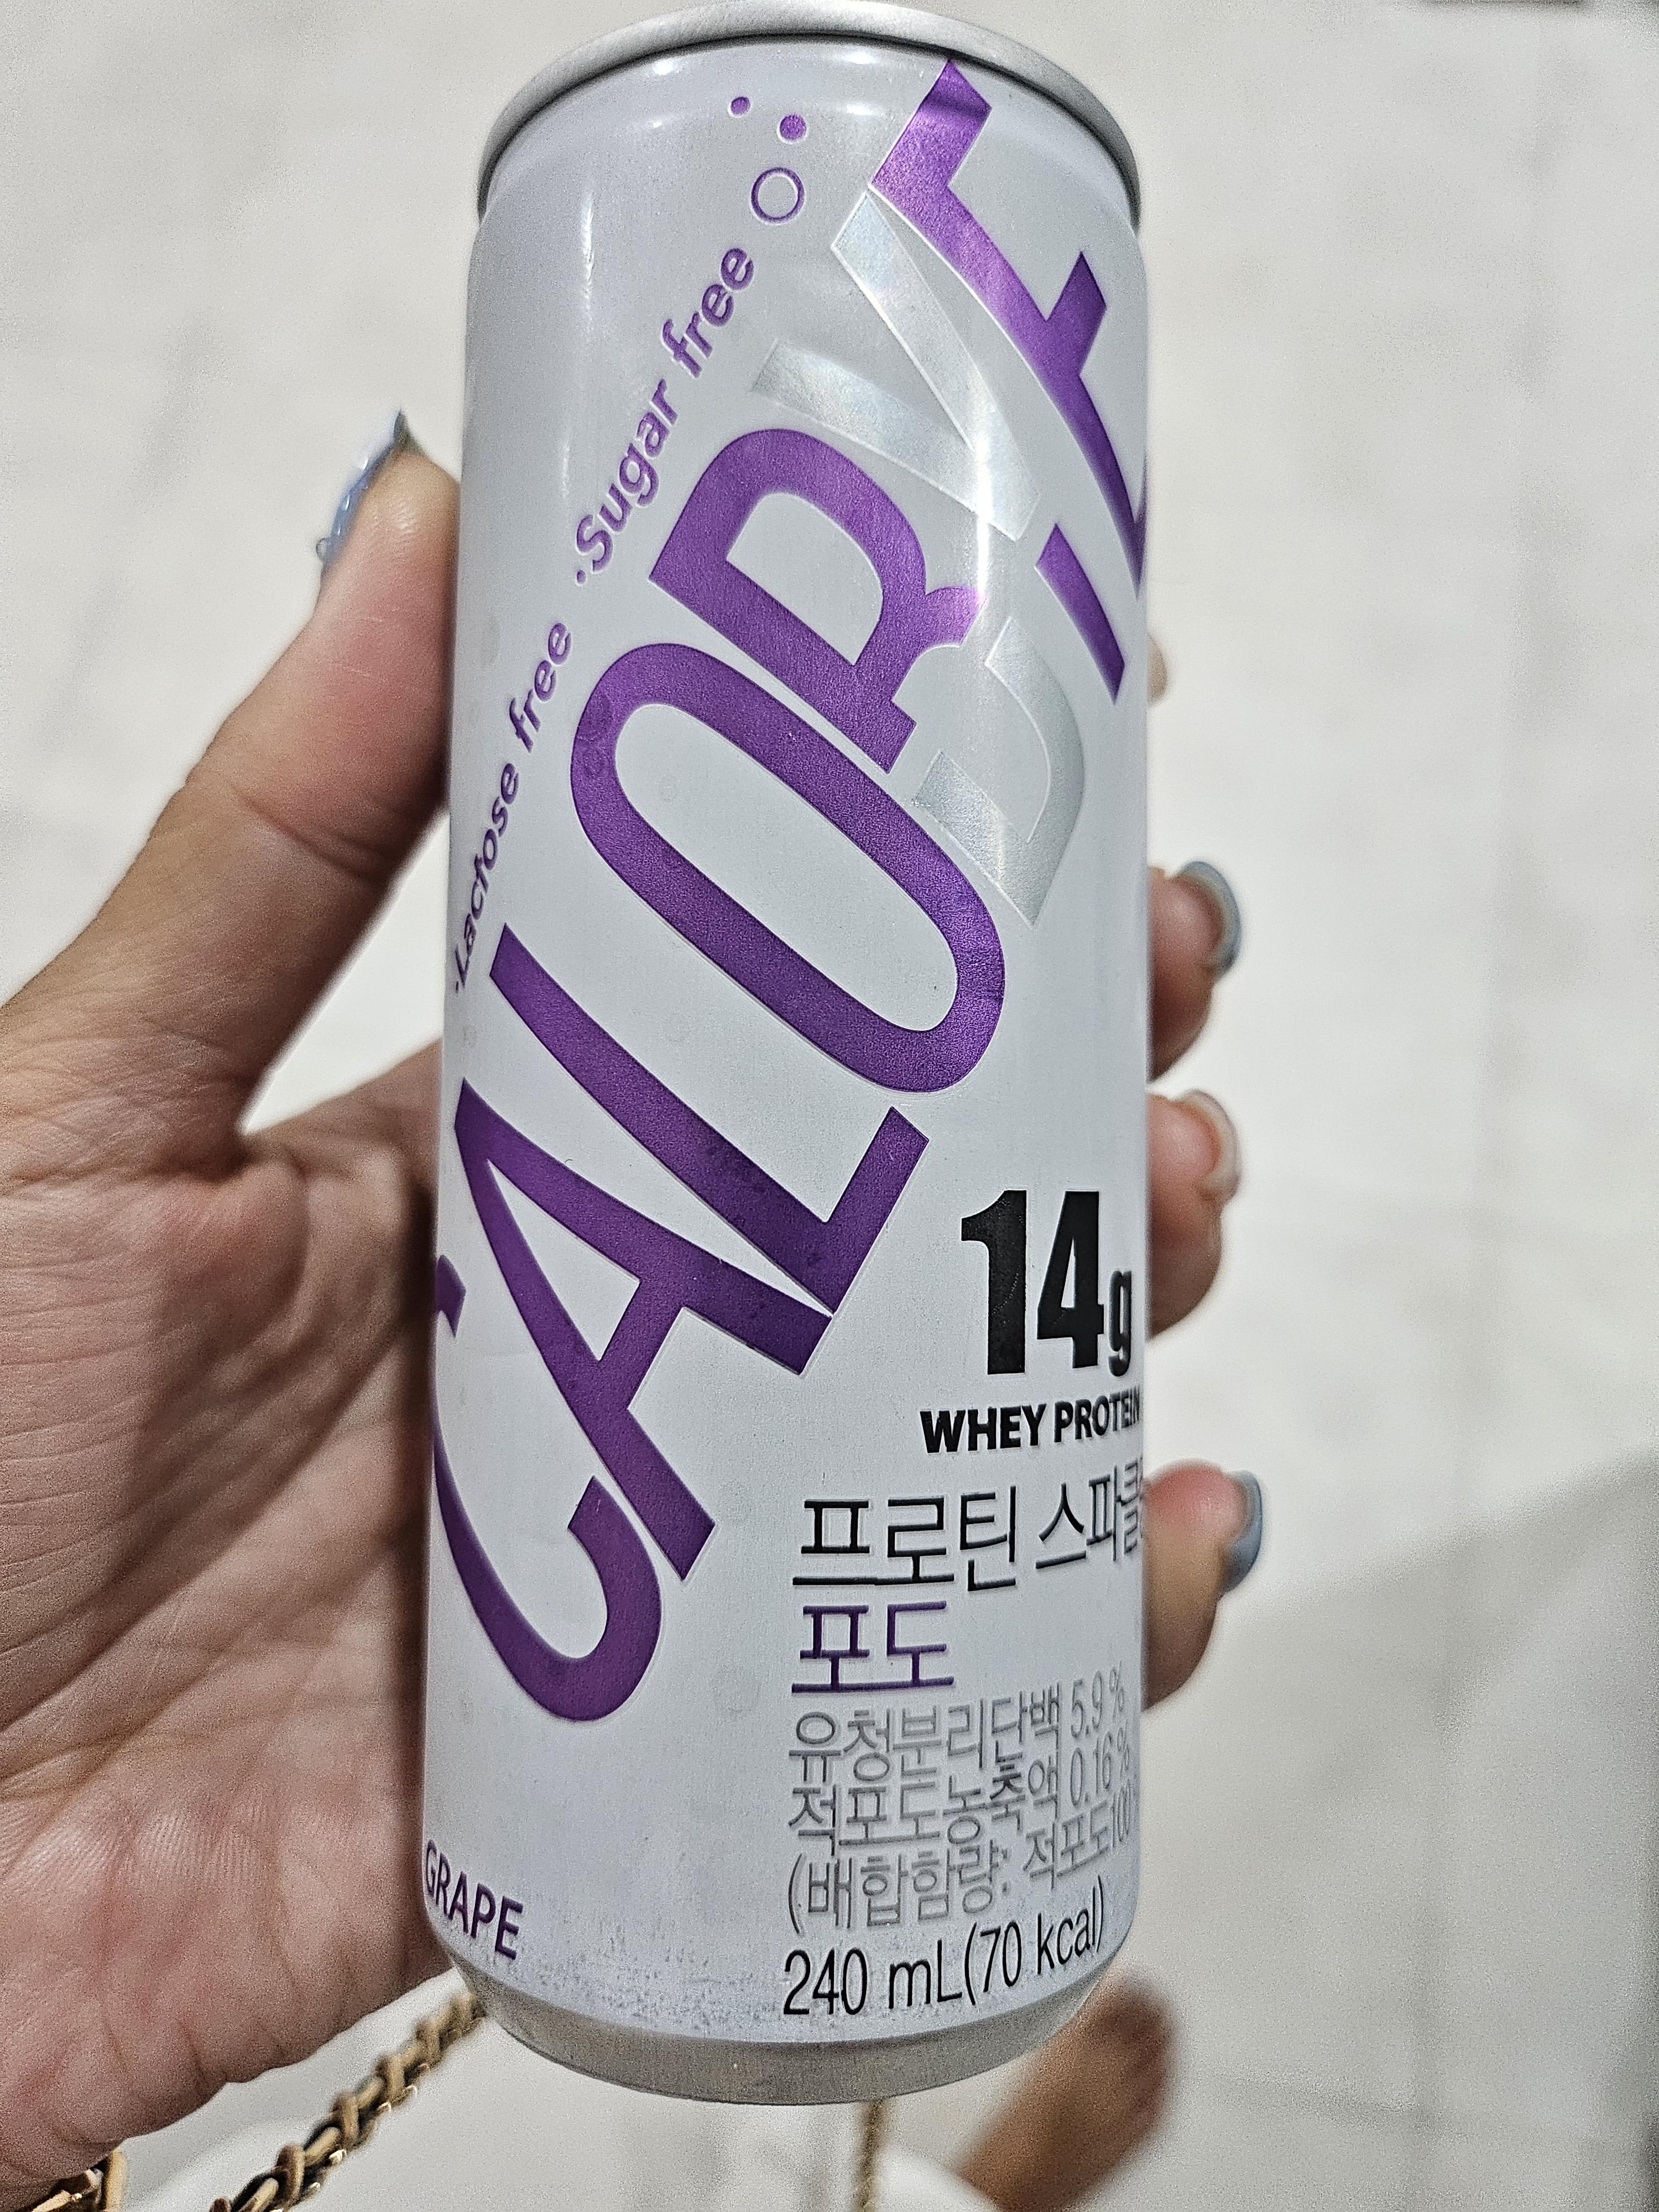 ·Lactose free ·Sugar free
CALOR
14g
WHEY PROTEIN
프로틴 스파클
포도
유청분리단백 5.9 %
적포도농축액 0.16 %
(배합함량: 적포도100
240 mL(70 kcal)
GRAPE